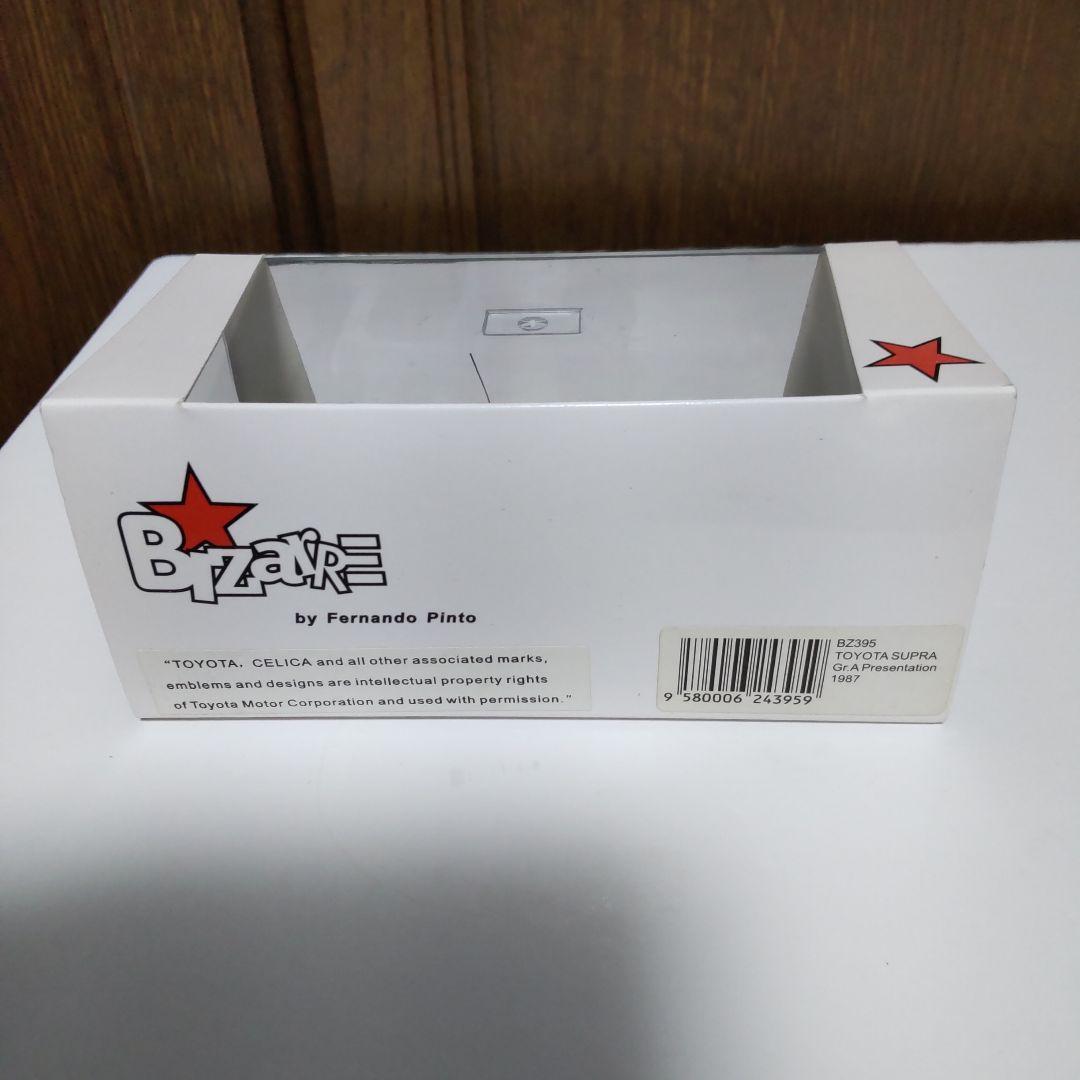 BizarRE
by Fernando Pinto
“TOYOTA, CELICA and all other associated marks,
emblems and designs are intellectual property rights
of Toyota Motor Corporation and used with permission.”
BZ395
TOYOTA SUPRA
Gr.A Presentation
1987
9 580006 243959